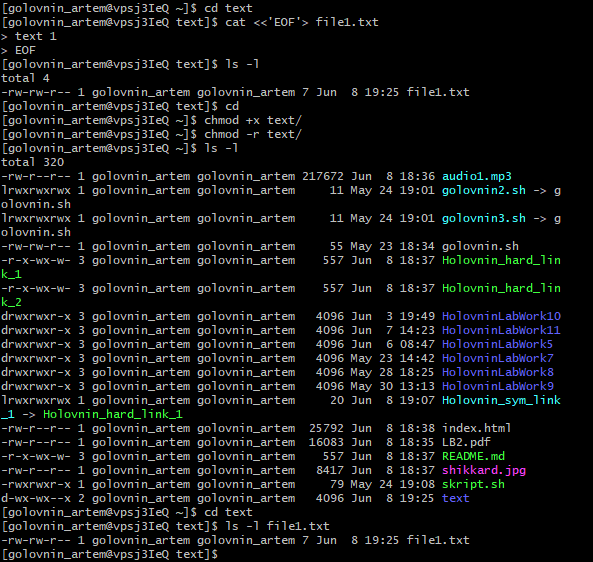 [golovnin_artem@vpsj3IeQ ~]$ cd text
[golovnin_artem@vpsj3IeQ text]$ cat <<'EOF'> file1.txt
> text 1
> EOF
[golovnin_artem@vpsj3IeQ text]$ ls -l
total 4
-rw-rw-r-- 1 golovnin_artem golovnin_artem 7 Jun  8 19:25 file1.txt
[golovnin_artem@vpsj3IeQ text]$ cd
[golovnin_artem@vpsj3IeQ ~]$ chmod +x text/
[golovnin_artem@vpsj3IeQ ~]$ chmod -r text/
[golovnin_artem@vpsj3IeQ ~]$ ls -l
total 320
-rw-r--r-- 1 golovnin_artem golovnin_artem 217672 Jun  8 18:36 audio1.mp3
lrwxrwxrwx 1 golovnin_artem golovnin_artem     11 May 24 19:01 golovnin2.sh -> g
olovnin.sh
lrwxrwxrwx 1 golovnin_artem golovnin_artem     11 May 24 19:01 golovnin3.sh -> g
olovnin.sh
-rw-rw-r-- 1 golovnin_artem golovnin_artem     55 May 23 18:34 golovnin.sh
-r-x-wx-w- 3 golovnin_artem golovnin_artem    557 Jun  8 18:37 Holovnin_hard_lin
k_1
-r-x-wx-w- 3 golovnin_artem golovnin_artem    557 Jun  8 18:37 Holovnin_hard_lin
k_2
drwxrwxr-x 3 golovnin_artem golovnin_artem   4096 Jun  3 19:49 HolovninLabWork10
drwxrwxr-x 3 golovnin_artem golovnin_artem   4096 Jun  7 14:23 HolovninLabWork11
drwxrwxr-x 3 golovnin_artem golovnin_artem   4096 Jun  6 08:47 HolovninLabWork5
drwxrwxr-x 3 golovnin_artem golovnin_artem   4096 May 23 14:42 HolovninLabWork7
drwxrwxr-x 3 golovnin_artem golovnin_artem   4096 May 28 18:25 HolovninLabWork8
drwxrwxr-x 3 golovnin_artem golovnin_artem   4096 May 30 13:13 HolovninLabWork9
lrwxrwxrwx 1 golovnin_artem golovnin_artem     20 Jun  8 19:07 Holovnin_sym_link
_1 -> Holovnin_hard_link_1
-rw-r--r-- 1 golovnin_artem golovnin_artem  25792 Jun  8 18:38 index.html
-rw-r--r-- 1 golovnin_artem golovnin_artem  16083 Jun  8 18:35 LB2.pdf
-r-x-wx-w- 3 golovnin_artem golovnin_artem    557 Jun  8 18:37 README.md
-rw-r--r-- 1 golovnin_artem golovnin_artem   8417 Jun  8 18:37 shikkard.jpg
-rwxrwxr-x 1 golovnin_artem golovnin_artem     79 May 24 19:08 skript.sh
d-wx-wx--x 2 golovnin_artem golovnin_artem   4096 Jun  8 19:25 text
[golovnin_artem@vpsj3IeQ ~]$ cd text
[golovnin_artem@vpsj3IeQ text]$ ls -l file1.txt
-rw-rw-r-- 1 golovnin_artem golovnin_artem 7 Jun  8 19:25 file1.txt
[golovnin_artem@vpsj3IeQ text]$